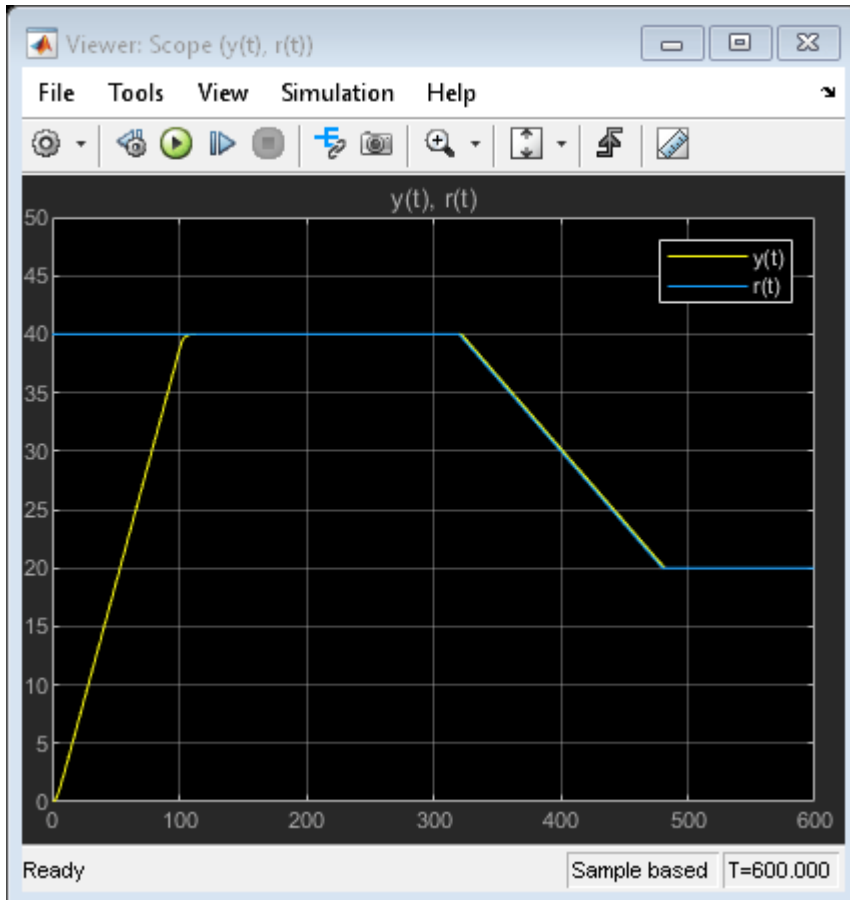 Viewer: Scope (y(t), r(t))
File Tools View Simulation Help
y(t), r(t)
50
45
40
35
30
25
20
15
10
5
0
y(t)
r(t)
0 100 200 300 400 500 600
Ready Sample based T=600.000